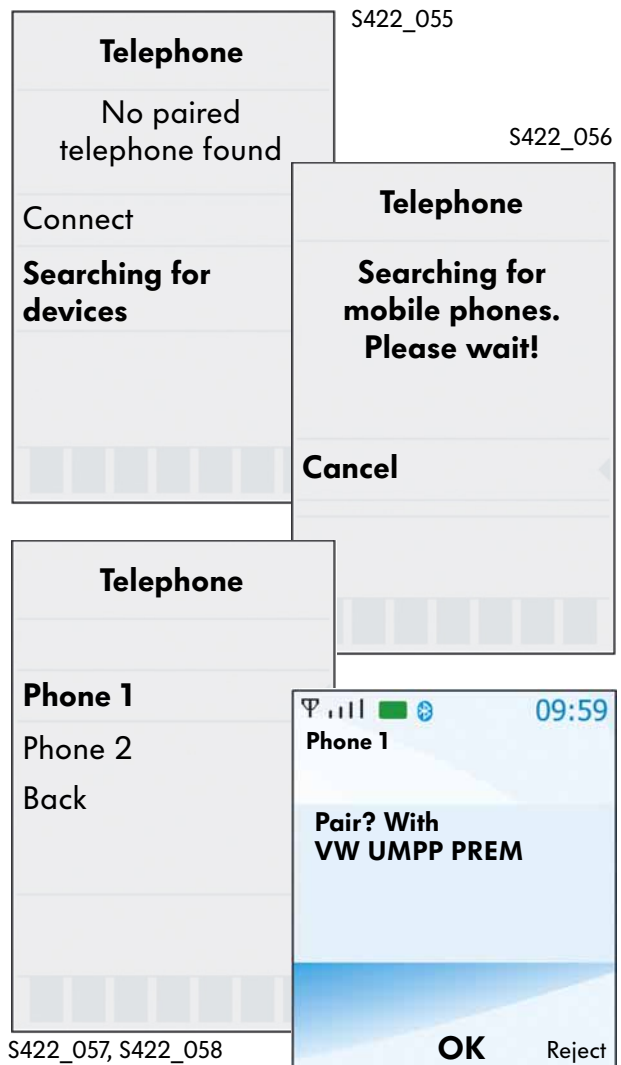 S422_055
Telephone
No paired
telephone found
Connect
Searching for
devices
S422_056
Telephone
Searching for
mobile phones.
Please wait!
Cancel
Telephone
Phone 1
Phone 2
Back
09:59
Phone 1
Pair? With
VW UMPP PREM
OK Reject
S422_057, S422_058